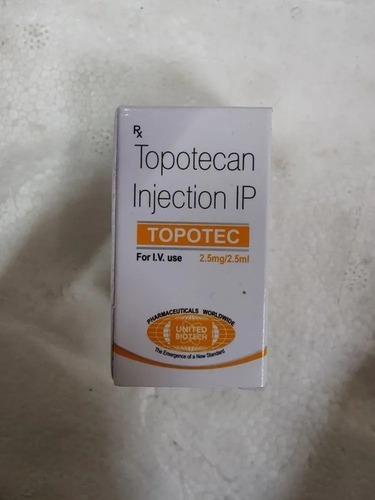 Rx
Topotecan
Injection IP
TOPOTEC
For I.V. use 2.5mg/2.5ml
PHARMACEUTICALS WORLDWIDE
UNITED
BIOTECH
The Emergence of a New Standard